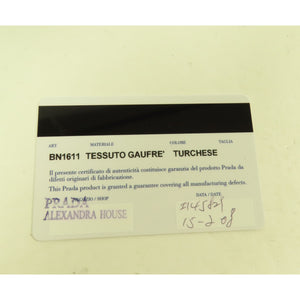 ART MATERIALE COLORE TAGLIA
BN1611 TESSUTO GAUFRE' TURCHESE
Il presente certificato di autenticità costituisce garanzia del prodotto Prada da
difetti originari di fabbricazione.
This Prada product is granted a guarantee covering all manufacturing defects.
PRADA / SHOP DATA / DATE
ALEXANDRA HOUSE
15-2 08